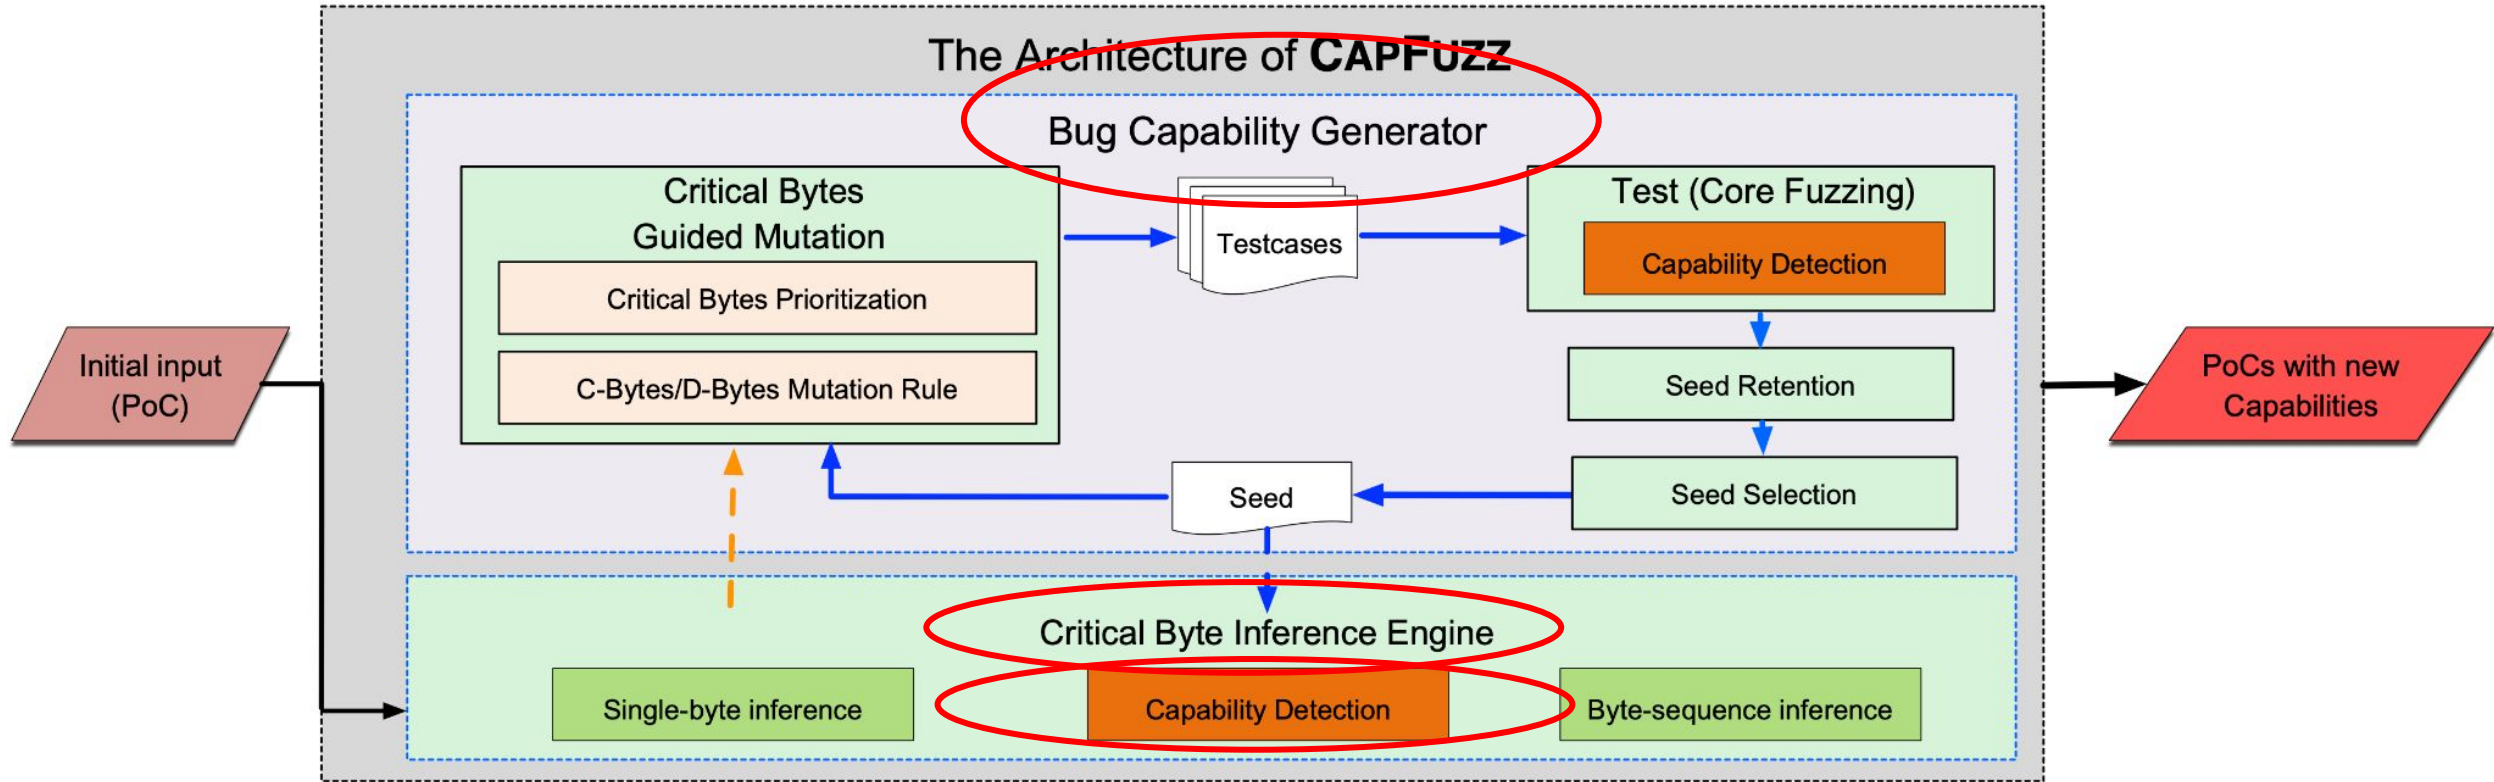 The Architecture of CAPFUZZ
Bug Capability Generator
Critical Bytes
Guided Mutation
Critical Bytes Prioritization
C-Bytes/D-Bytes Mutation Rule
Testcases
Test (Core Fuzzing)
Capability Detection
Seed Retention
Seed Selection
Seed
Initial input
(PoC)
PoCs with new
Capabilities
Critical Byte Inference Engine
Single-byte inference
Capability Detection
Byte-sequence inference